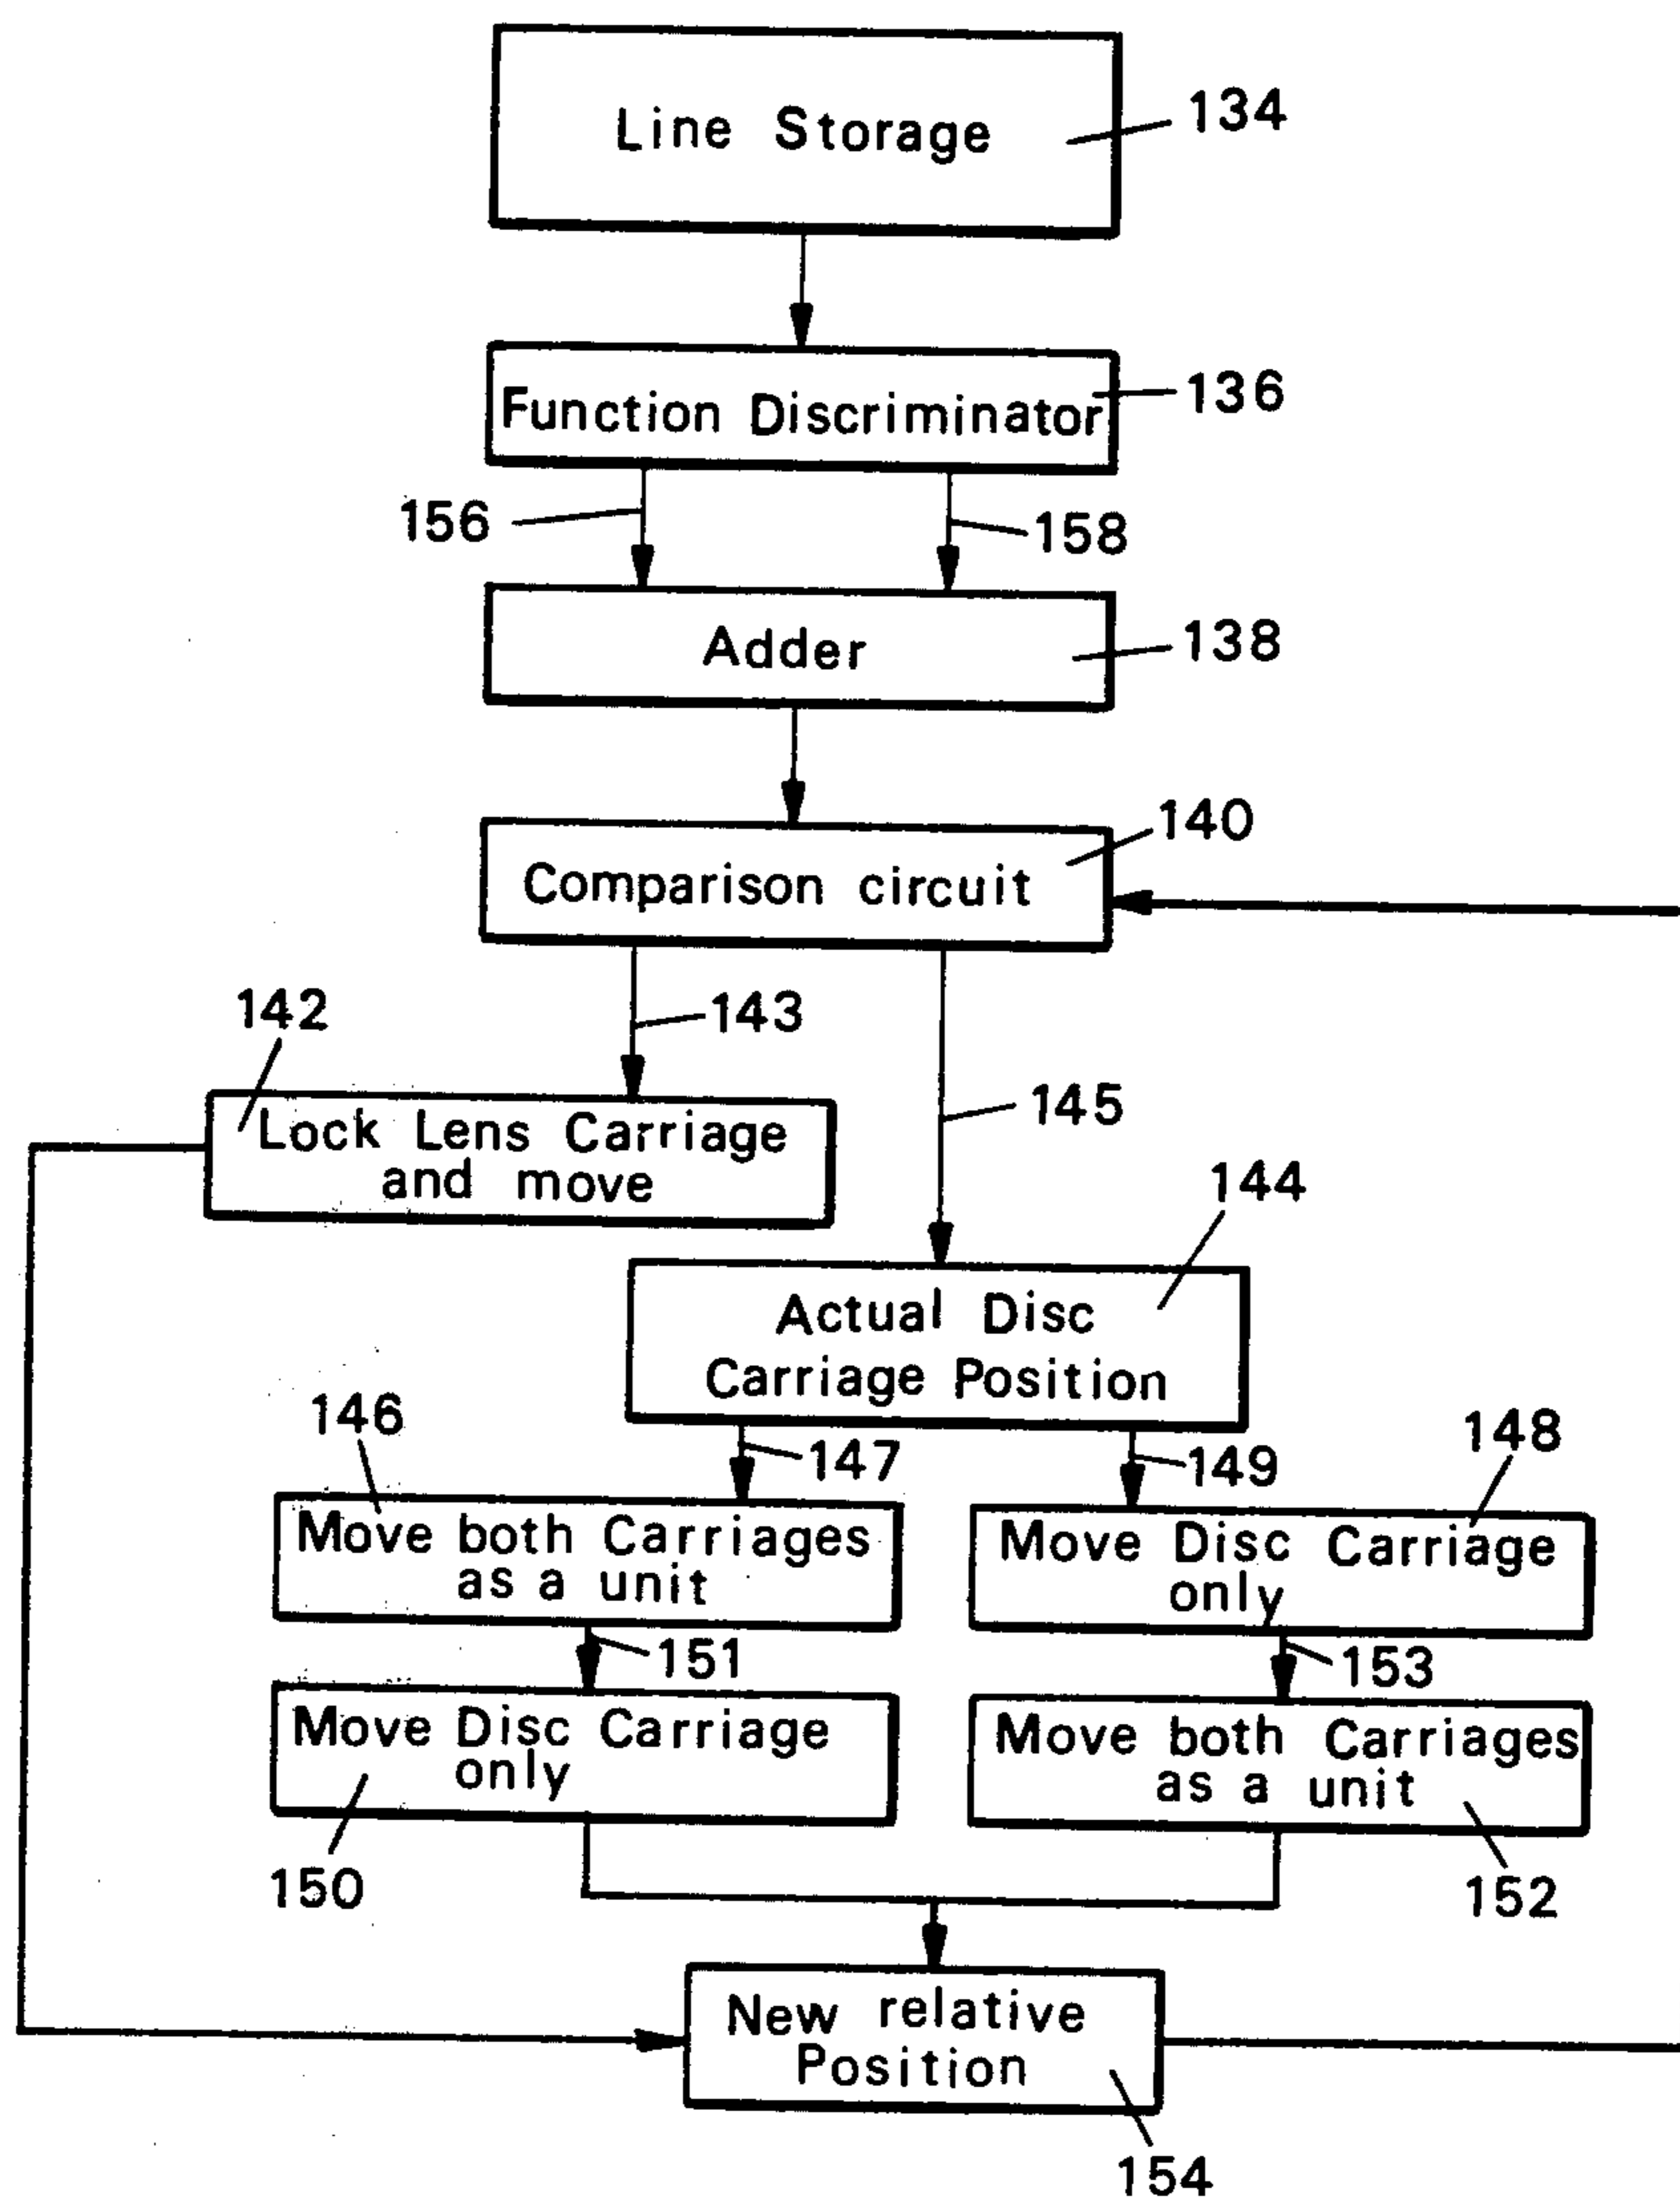 Line Storage
134
Function Discriminator
136
156
158
Adder
138
140
Comparison circuit
142
143
Lock Lens Carriage
and move
145
144
Actual Disc
Carriage Position
146
147
149
148
Move both Carriages
as a unit
Move Disc Carriage
only
151
153
Move Disc Carriage
only
Move both Carriages
as a unit
150
152
New relative
Position
154